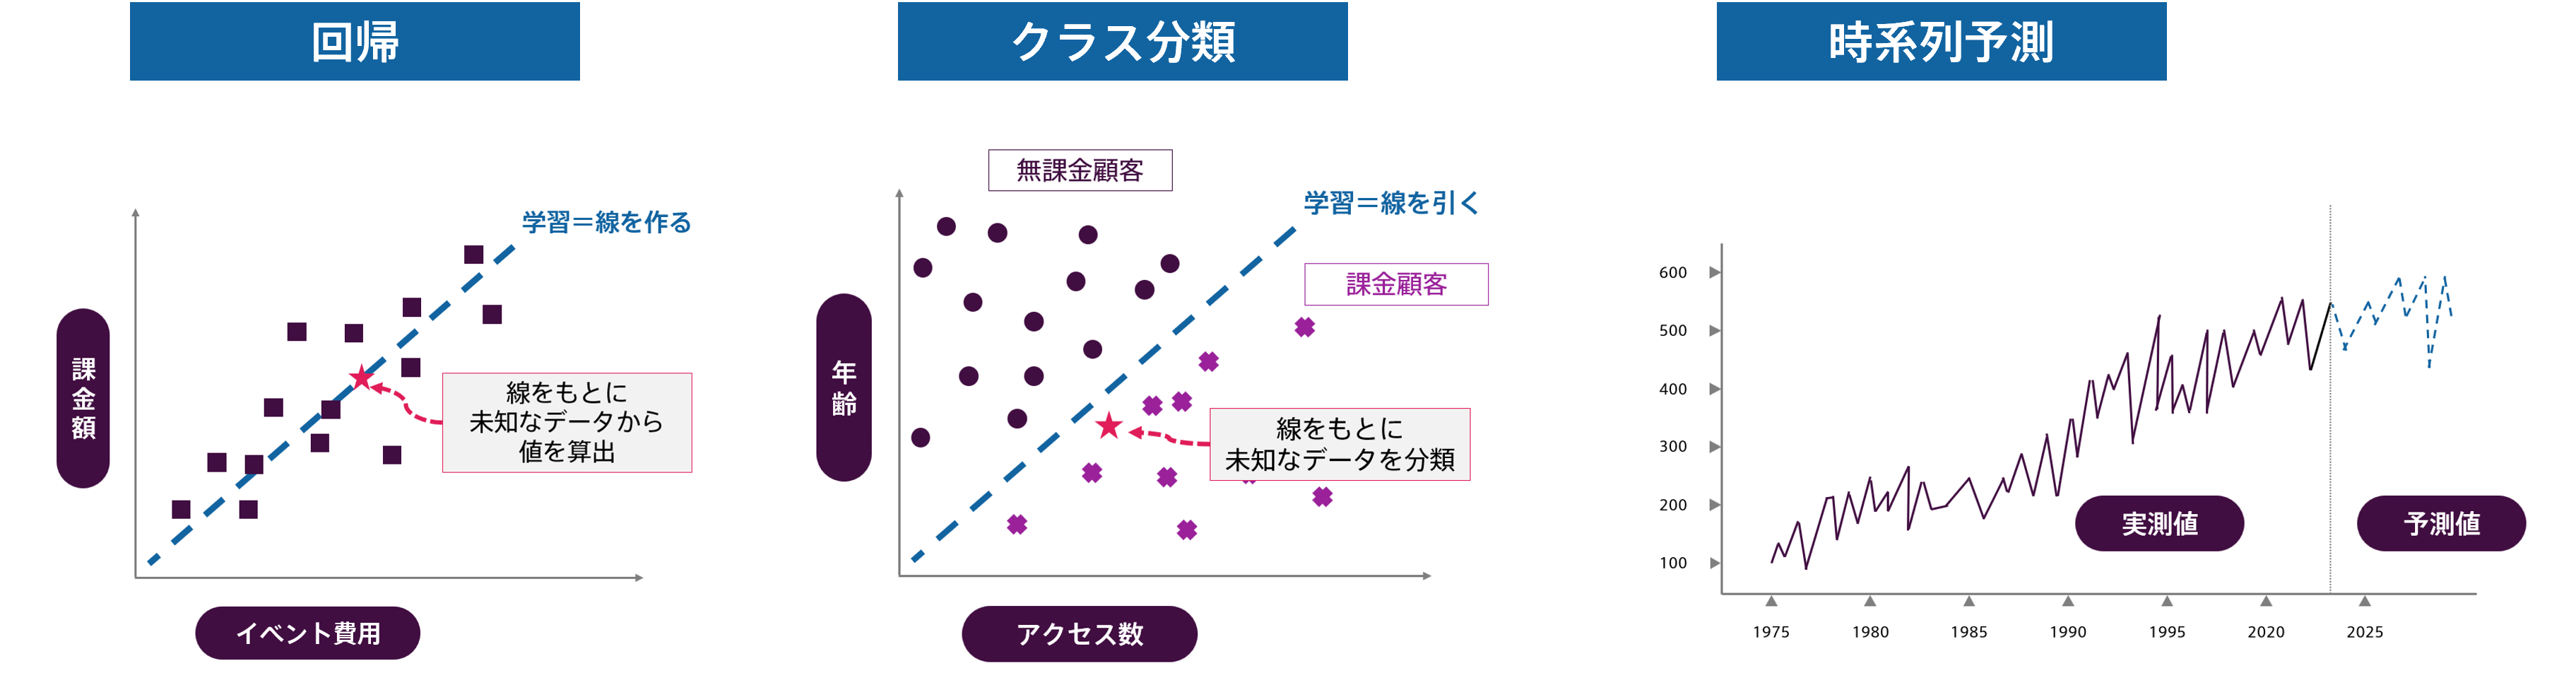 回帰
学習＝線を作る
課金額
線をもとに
未知なデータから
値を算出
イベント費用
クラス分類
無課金顧客
学習＝線を引く
課金顧客
年齢
線をもとに
未知なデータを分類
アクセス数
時系列予測
600
500
400
300
200
100
実測値
予測値
1975
1980
1985
1990
1995
2020
2025